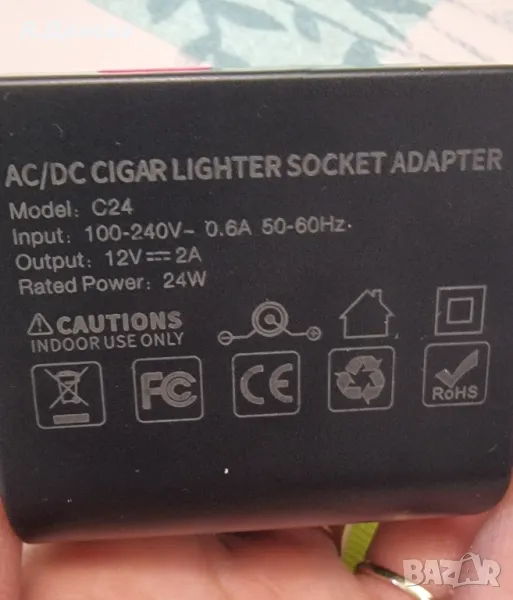 AC/DC CIGAR LIGHTER SOCKET ADAPTER
Model: C24
Input: 100-240V~ 0.6A 50-60Hz
Output: 12V⎓2A
Rated Power: 24W
⚠CAUTIONS
INDOOR USE ONLY
FC CE RoHS
BAZAR